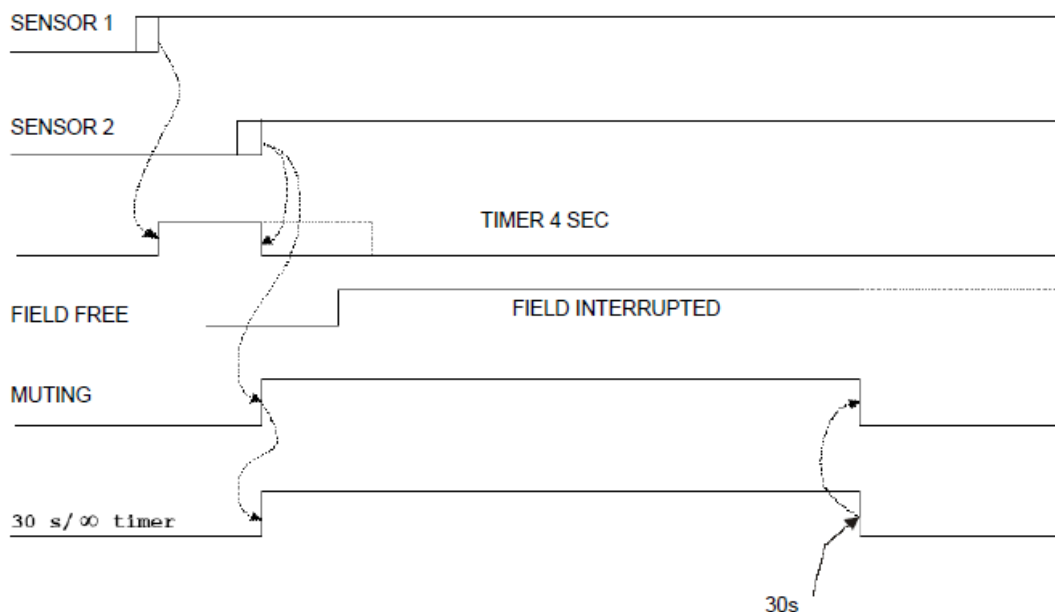 SENSOR 1
SENSOR 2
TIMER 4 SEC
FIELD FREE
FIELD INTERRUPTED
MUTING
30 s/∞ timer
30s